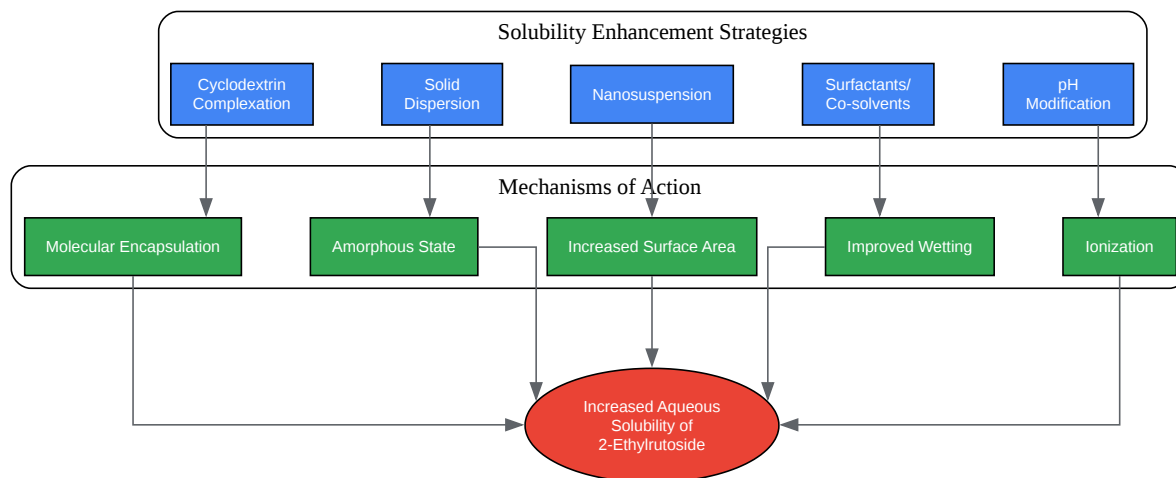 Solubility Enhancement Strategies
Cyclodextrin
Complexation
Solid
Dispersion
Nanosuspension
Surfactants/
Co-solvents
pH
Modification
Mechanisms of Action
Molecular Encapsulation
Amorphous State
Increased Surface Area
Improved Wetting
Ionization
Increased Aqueous
Solubility of
2-Ethylrutoside